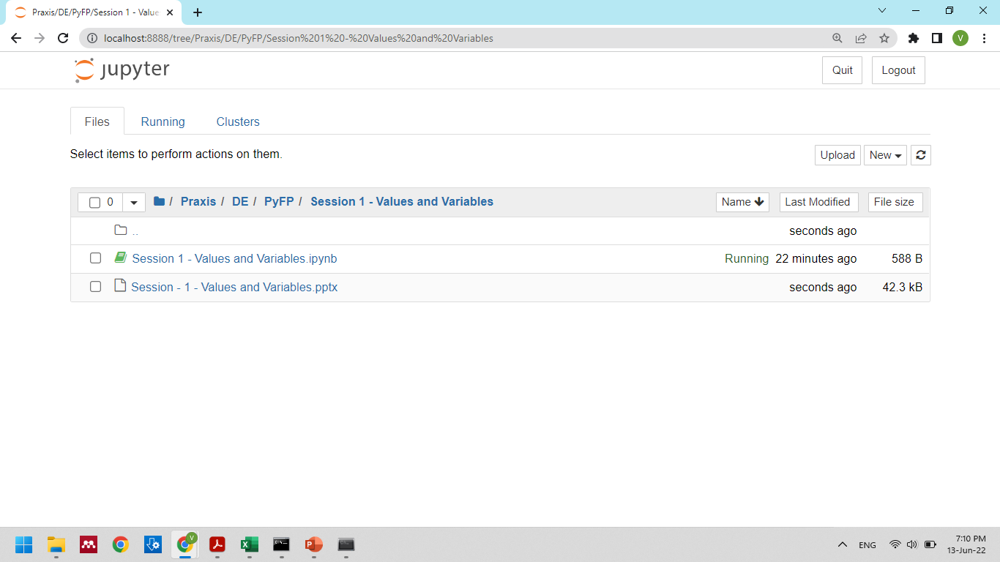 Praxis/DE/PyFP/Session 1 - Value
localhost:8888/tree/Praxis/DE/PyFP/Session%201%20-%20Values%20and%20Variables
V
jupyter
Quit
Logout
Files
Running
Clusters
Select items to perform actions on them.
Upload
New
0
/ Praxis / DE / PyFP / Session 1 - Values and Variables
Name
Last Modified
File size
..
seconds ago
Session 1 - Values and Variables.ipynb
Running 22 minutes ago
588 B
Session - 1 - Values and Variables.pptx
seconds ago
42.3 kB
V
ENG
7:10 PM
13-Jun-22